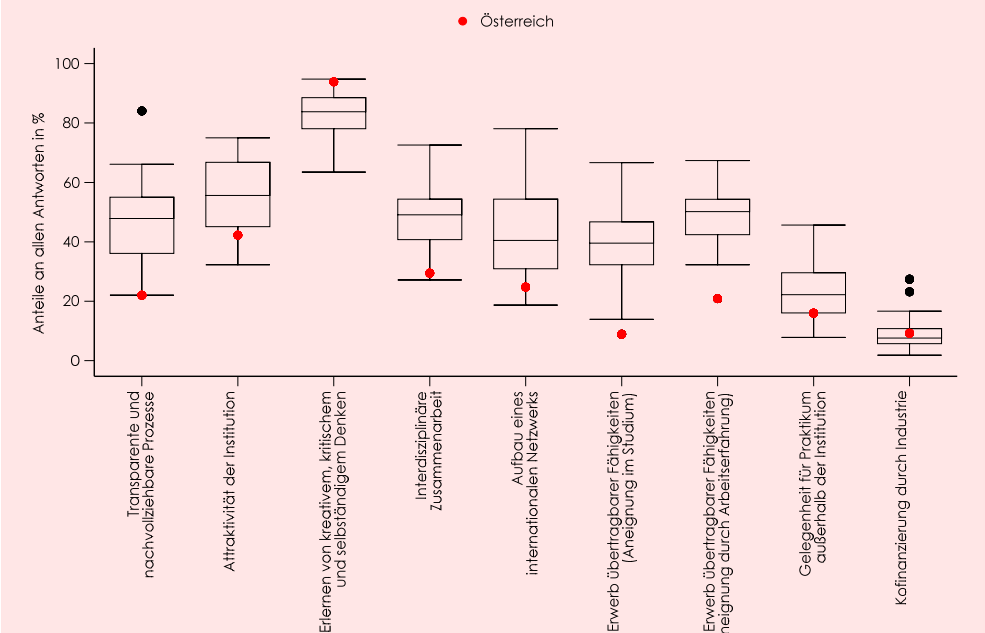 Österreich
Anteile an allen Antworten in %
100
80
60
40
20
0
Transparente und
nachvollziehbare Prozesse
Attraktivität der Institution
Erlernen von kreativem, kritischem
und selbständigem Denken
Interdisziplinäre
Zusammenarbeit
Aufbau eines
internationalen Netzwerks
Erwerb übertragbarer Fähigkeiten
(Aneignung im Studium)
Erwerb übertragbarer Fähigkeiten
neignung durch Arbeitserfahrung)
Gelegenheit für Praktikum
außerhalb der Institution
Kofinanzierung durch Industrie